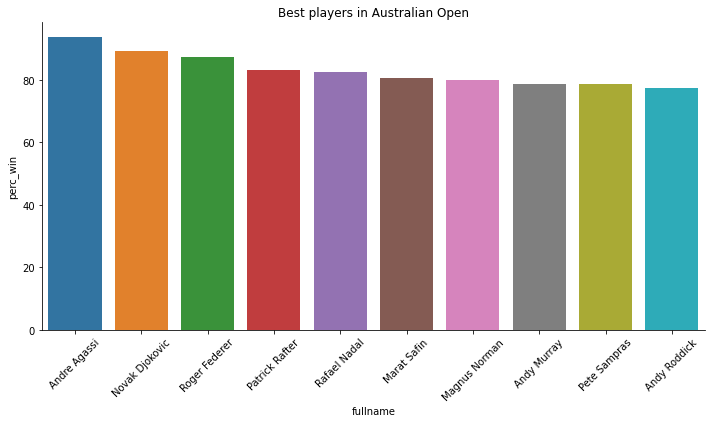 Best players in Australian Open
perc_win
80
60
40
20
0
Andre Agassi
Novak Djokovic
Roger Federer
Patrick Rafter
Rafael Nadal
Marat Safin
Magnus Norman
Andy Murray
Pete Sampras
Andy Roddick
fullname